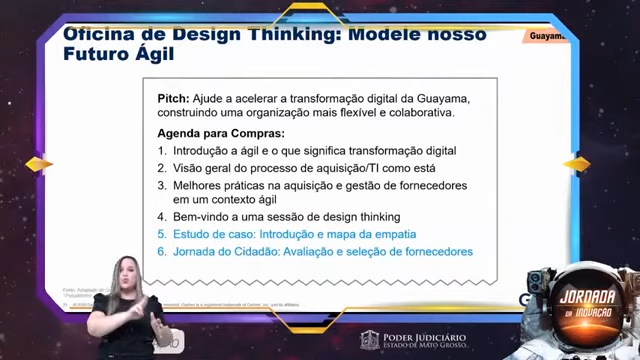 Oficina de Design Thinking: Modele nosso
Futuro Ágil
Guayama
Pitch: Ajude a acelerar a transformação digital da Guayama,
construindo uma organização mais flexível e colaborativa.
Agenda para Compras:
1. Introdução a ágil e o que significa transformação digital
2. Visão geral do processo de aquisição/TI como está
3. Melhores práticas na aquisição e gestão de fornecedores
em um contexto ágil
4. Bem-vindo a uma sessão de design thinking
5. Estudo de caso: Introdução e mapa da empatia
6. Jornada do Cidadão: Avaliação e seleção de fornecedores
JORNADA
DA INOVAÇÃO
PODER JUDICIÁRIO
ESTADO DE MATO GROSSO